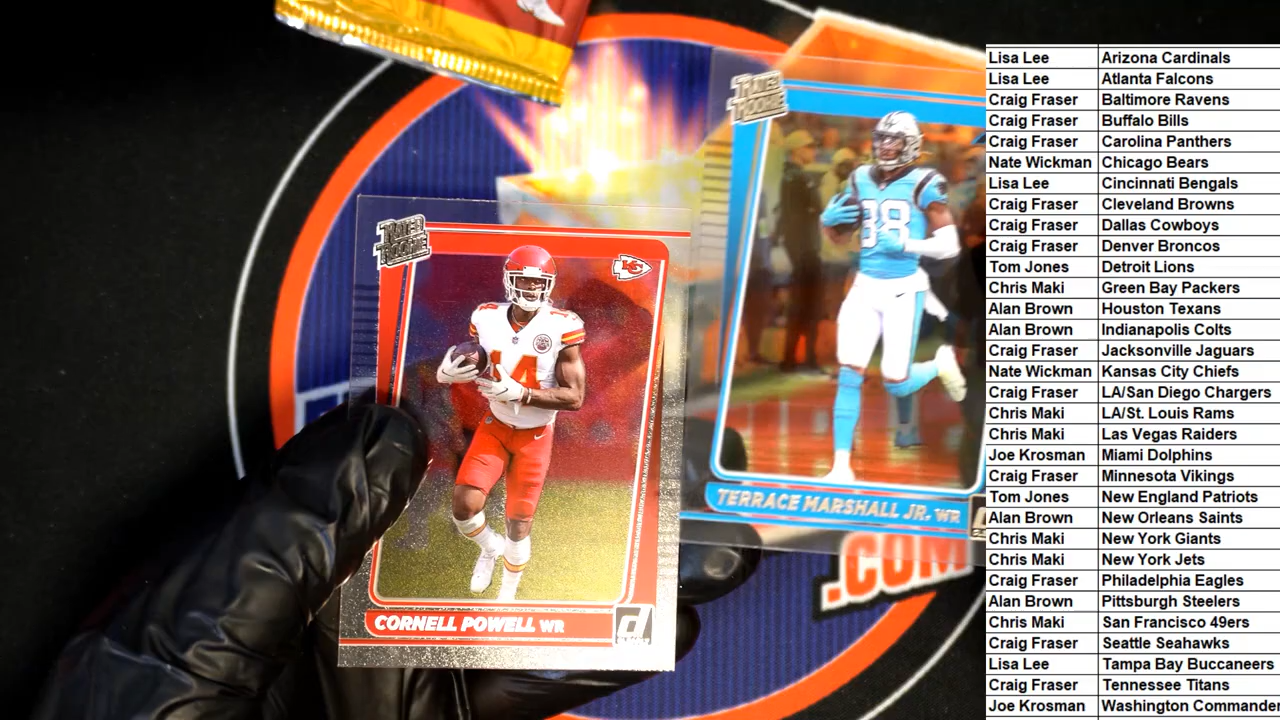 RATED
ROOKIE
88
TERRACE MARSHALL JR. WR
RATED
ROOKIE
KC
14
CORNELL POWELL WR
d
.COM
Lisa Lee Arizona Cardinals
Lisa Lee Atlanta Falcons
Craig Fraser Baltimore Ravens
Craig Fraser Buffalo Bills
Craig Fraser Carolina Panthers
Nate Wickman Chicago Bears
Lisa Lee Cincinnati Bengals
Craig Fraser Cleveland Browns
Craig Fraser Dallas Cowboys
Craig Fraser Denver Broncos
Tom Jones Detroit Lions
Chris Maki Green Bay Packers
Alan Brown Houston Texans
Alan Brown Indianapolis Colts
Craig Fraser Jacksonville Jaguars
Nate Wickman Kansas City Chiefs
Craig Fraser LA/San Diego Chargers
Chris Maki LA/St. Louis Rams
Chris Maki Las Vegas Raiders
Joe Krosman Miami Dolphins
Craig Fraser Minnesota Vikings
Tom Jones New England Patriots
Alan Brown New Orleans Saints
Chris Maki New York Giants
Chris Maki New York Jets
Craig Fraser Philadelphia Eagles
Alan Brown Pittsburgh Steelers
Chris Maki San Francisco 49ers
Craig Fraser Seattle Seahawks
Lisa Lee Tampa Bay Buccaneers
Craig Fraser Tennessee Titans
Joe Krosman Washington Commander